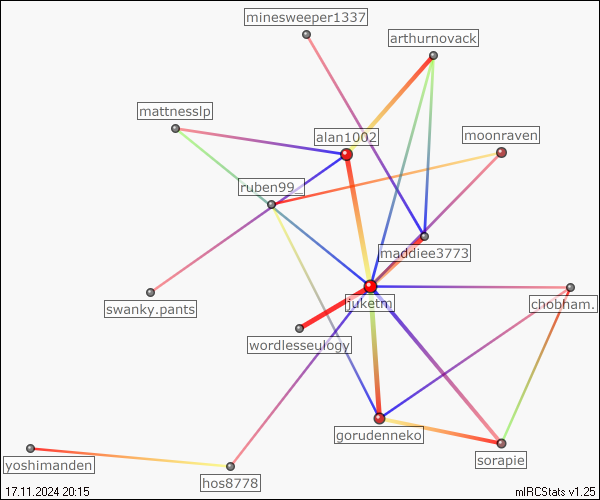 minesweeper1337
arthurnovack
mattnesslp
alan1002
moonraven
ruben99_
maddiee3773
swanky.pants
juketm
chobham.
wordlesseulogy
gorudenneko
sorapie
yoshimanden
hos8778
17.11.2024 20:15
mIRCStats v1.25